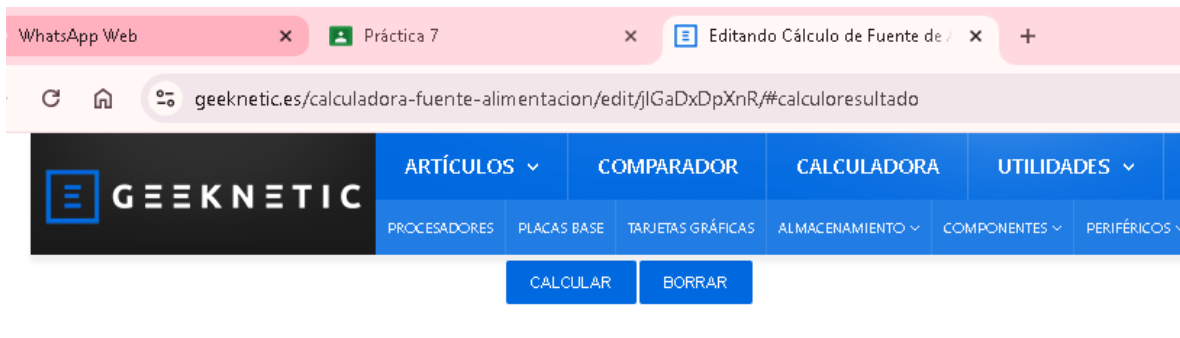 WhatsApp Web
Práctica 7
Editando Cálculo de Fuente de A
geeknetic.es/calculadora-fuente-alimentacion/edit/jlGaDxDpXnR/#calculoresultado
GEEKNETIC
ARTÍCULOS COMPARADOR CALCULADORA UTILIDADES
PROCESADORES PLACAS BASE TARJETAS GRÁFICAS ALMACENAMIENTO COMPONENTES PERIFÉRICOS
CALCULAR BORRAR